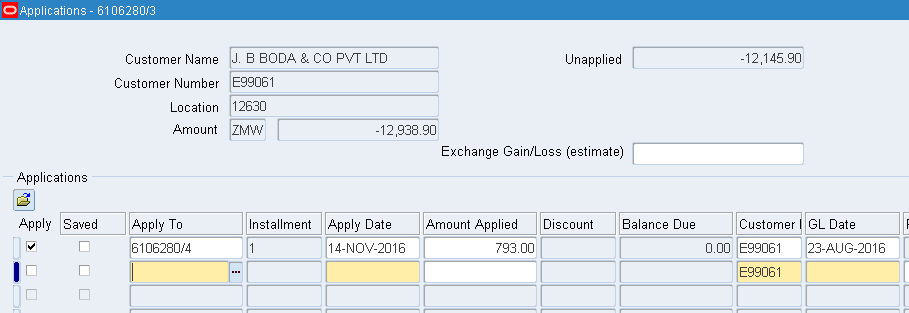 Applications - 6106280/3
Customer Name J. B BODA & CO PVT LTD Unapplied -12,145.90
Customer Number E99061
Location 12630
Amount ZMW -12,938.90
Exchange Gain/Loss (estimate)
Applications
Apply Saved Apply To Installment Apply Date Amount Applied Discount Balance Due Customer I GL Date
6106280/4 1 14-NOV-2016 793.00 0.00 E99061 23-AUG-2016
... E99061